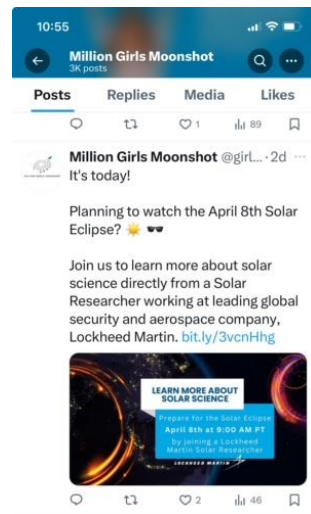 10:55
Million Girls Moonshot
3K posts
Posts Replies Media Likes
1 89
Million Girls Moonshot @girl... · 2d
It's today!
Planning to watch the April 8th Solar
Eclipse? ☀️ 🕶️
Join us to learn more about solar
science directly from a Solar
Researcher working at leading global
security and aerospace company,
Lockheed Martin. bit.ly/3vcnHhg
LEARN MORE ABOUT
SOLAR SCIENCE
Prepare for the Solar Eclipse
April 8th at 9:00 AM PT
by joining a Lockheed
Martin Solar Researcher
LOCKHEED MARTIN
2 46